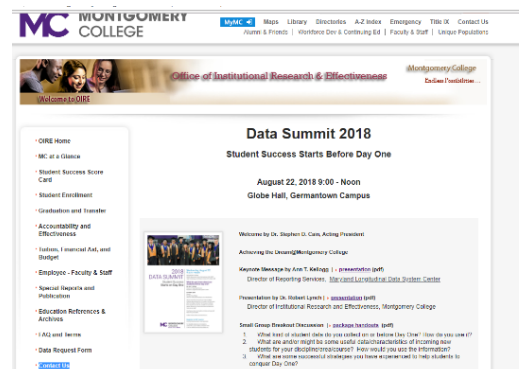 MC MONTGOMERY
COLLEGE
MyMC Maps Library Directories A-Z Index Emergency Title IX Contact Us
Alumni & Friends | Workforce Dev & Continuing Ed | Faculty & Staff | Unique Populations
Office of Institutional Research & Effectiveness
Montgomery College
Endless Possibilities...
Welcome to OIRE
OIRE Home
MC at a Glance
Student Success Score
Card
Student Enrollment
Graduation and Transfer
Accountability and
Effectiveness
Tuition, Financial Aid, and
Budget
Employee - Faculty & Staff
Special Reports and
Publication
Education References &
Archives
FAQ and Terms
Data Request Form
Contact Us
Data Summit 2018
Student Success Starts Before Day One
August 22, 2018 9:00 - Noon
Globe Hall, Germantown Campus
DATA SUMMIT
Welcome by Dr. Stephen D. Cain, Acting President
Achieving the Dream@Montgomery College
Keynote Message by Ann T. Kellogg | - presentation (pdf)
Director of Reporting Services, Maryland Longitudinal Data System Center
Presentation by Dr. Robert Lynch | - presentation (pdf)
Director of Institutional Research and Effectiveness, Montgomery College
Small Group Breakout Discussion | - package handouts (pdf)
1. What kind of student data do you collect on or before Day One? How do you use it?
2. What are and/or might be some useful data/characteristics of incoming new
students for your discipline/area/course? How would you use the information?
3. What are some successful strategies you have experienced to help students to
conquer Day One?